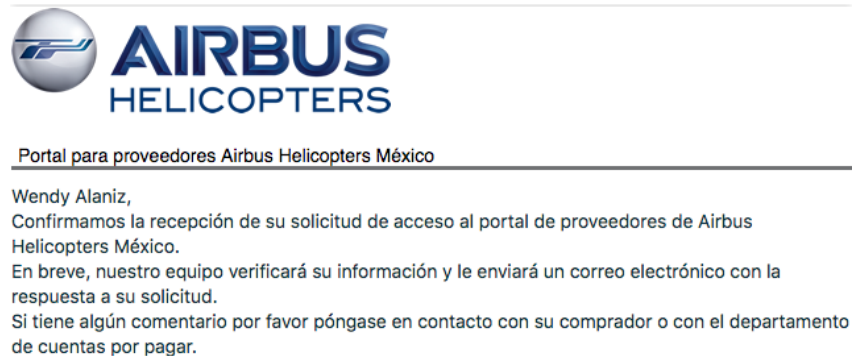 AIRBUS
HELICOPTERS
Portal para proveedores Airbus Helicopters México
Wendy Alaniz,
Confirmamos la recepción de su solicitud de acceso al portal de proveedores de Airbus
Helicopters México.
En breve, nuestro equipo verificará su información y le enviará un correo electrónico con la
respuesta a su solicitud.
Si tiene algún comentario por favor póngase en contacto con su comprador o con el departamento
de cuentas por pagar.